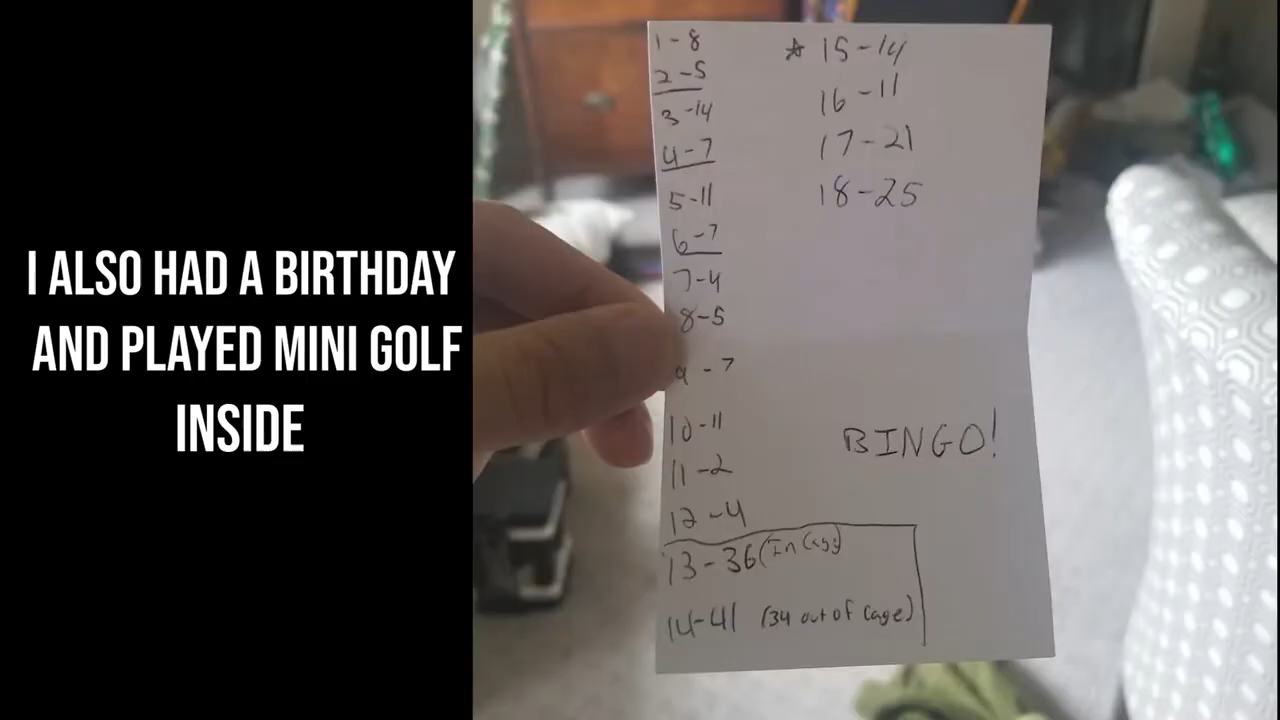 I ALSO HAD A BIRTHDAY
AND PLAYED MINI GOLF
INSIDE
1-8
2-5
3-14
4-7
5-11
6-7
7-4
8-5
9-7
10-11
11-2
12-4
13-36 (In Cage)
14-41 (34 out of cage)
☆ 15-14
16-11
17-21
18-25
BINGO!